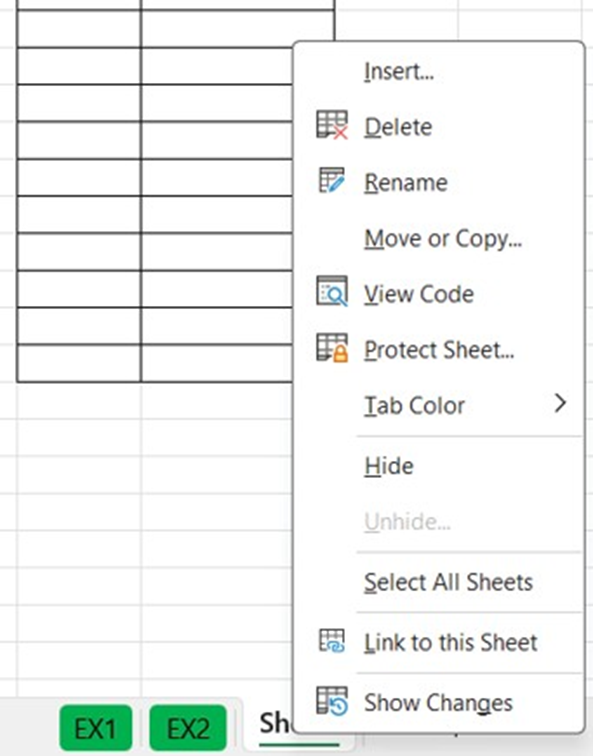 Insert...
Delete
Rename
Move or Copy...
View Code
Protect Sheet...
Tab Color
Hide
Unhide...
Select All Sheets
Link to this Sheet
Show Changes
EX1 EX2